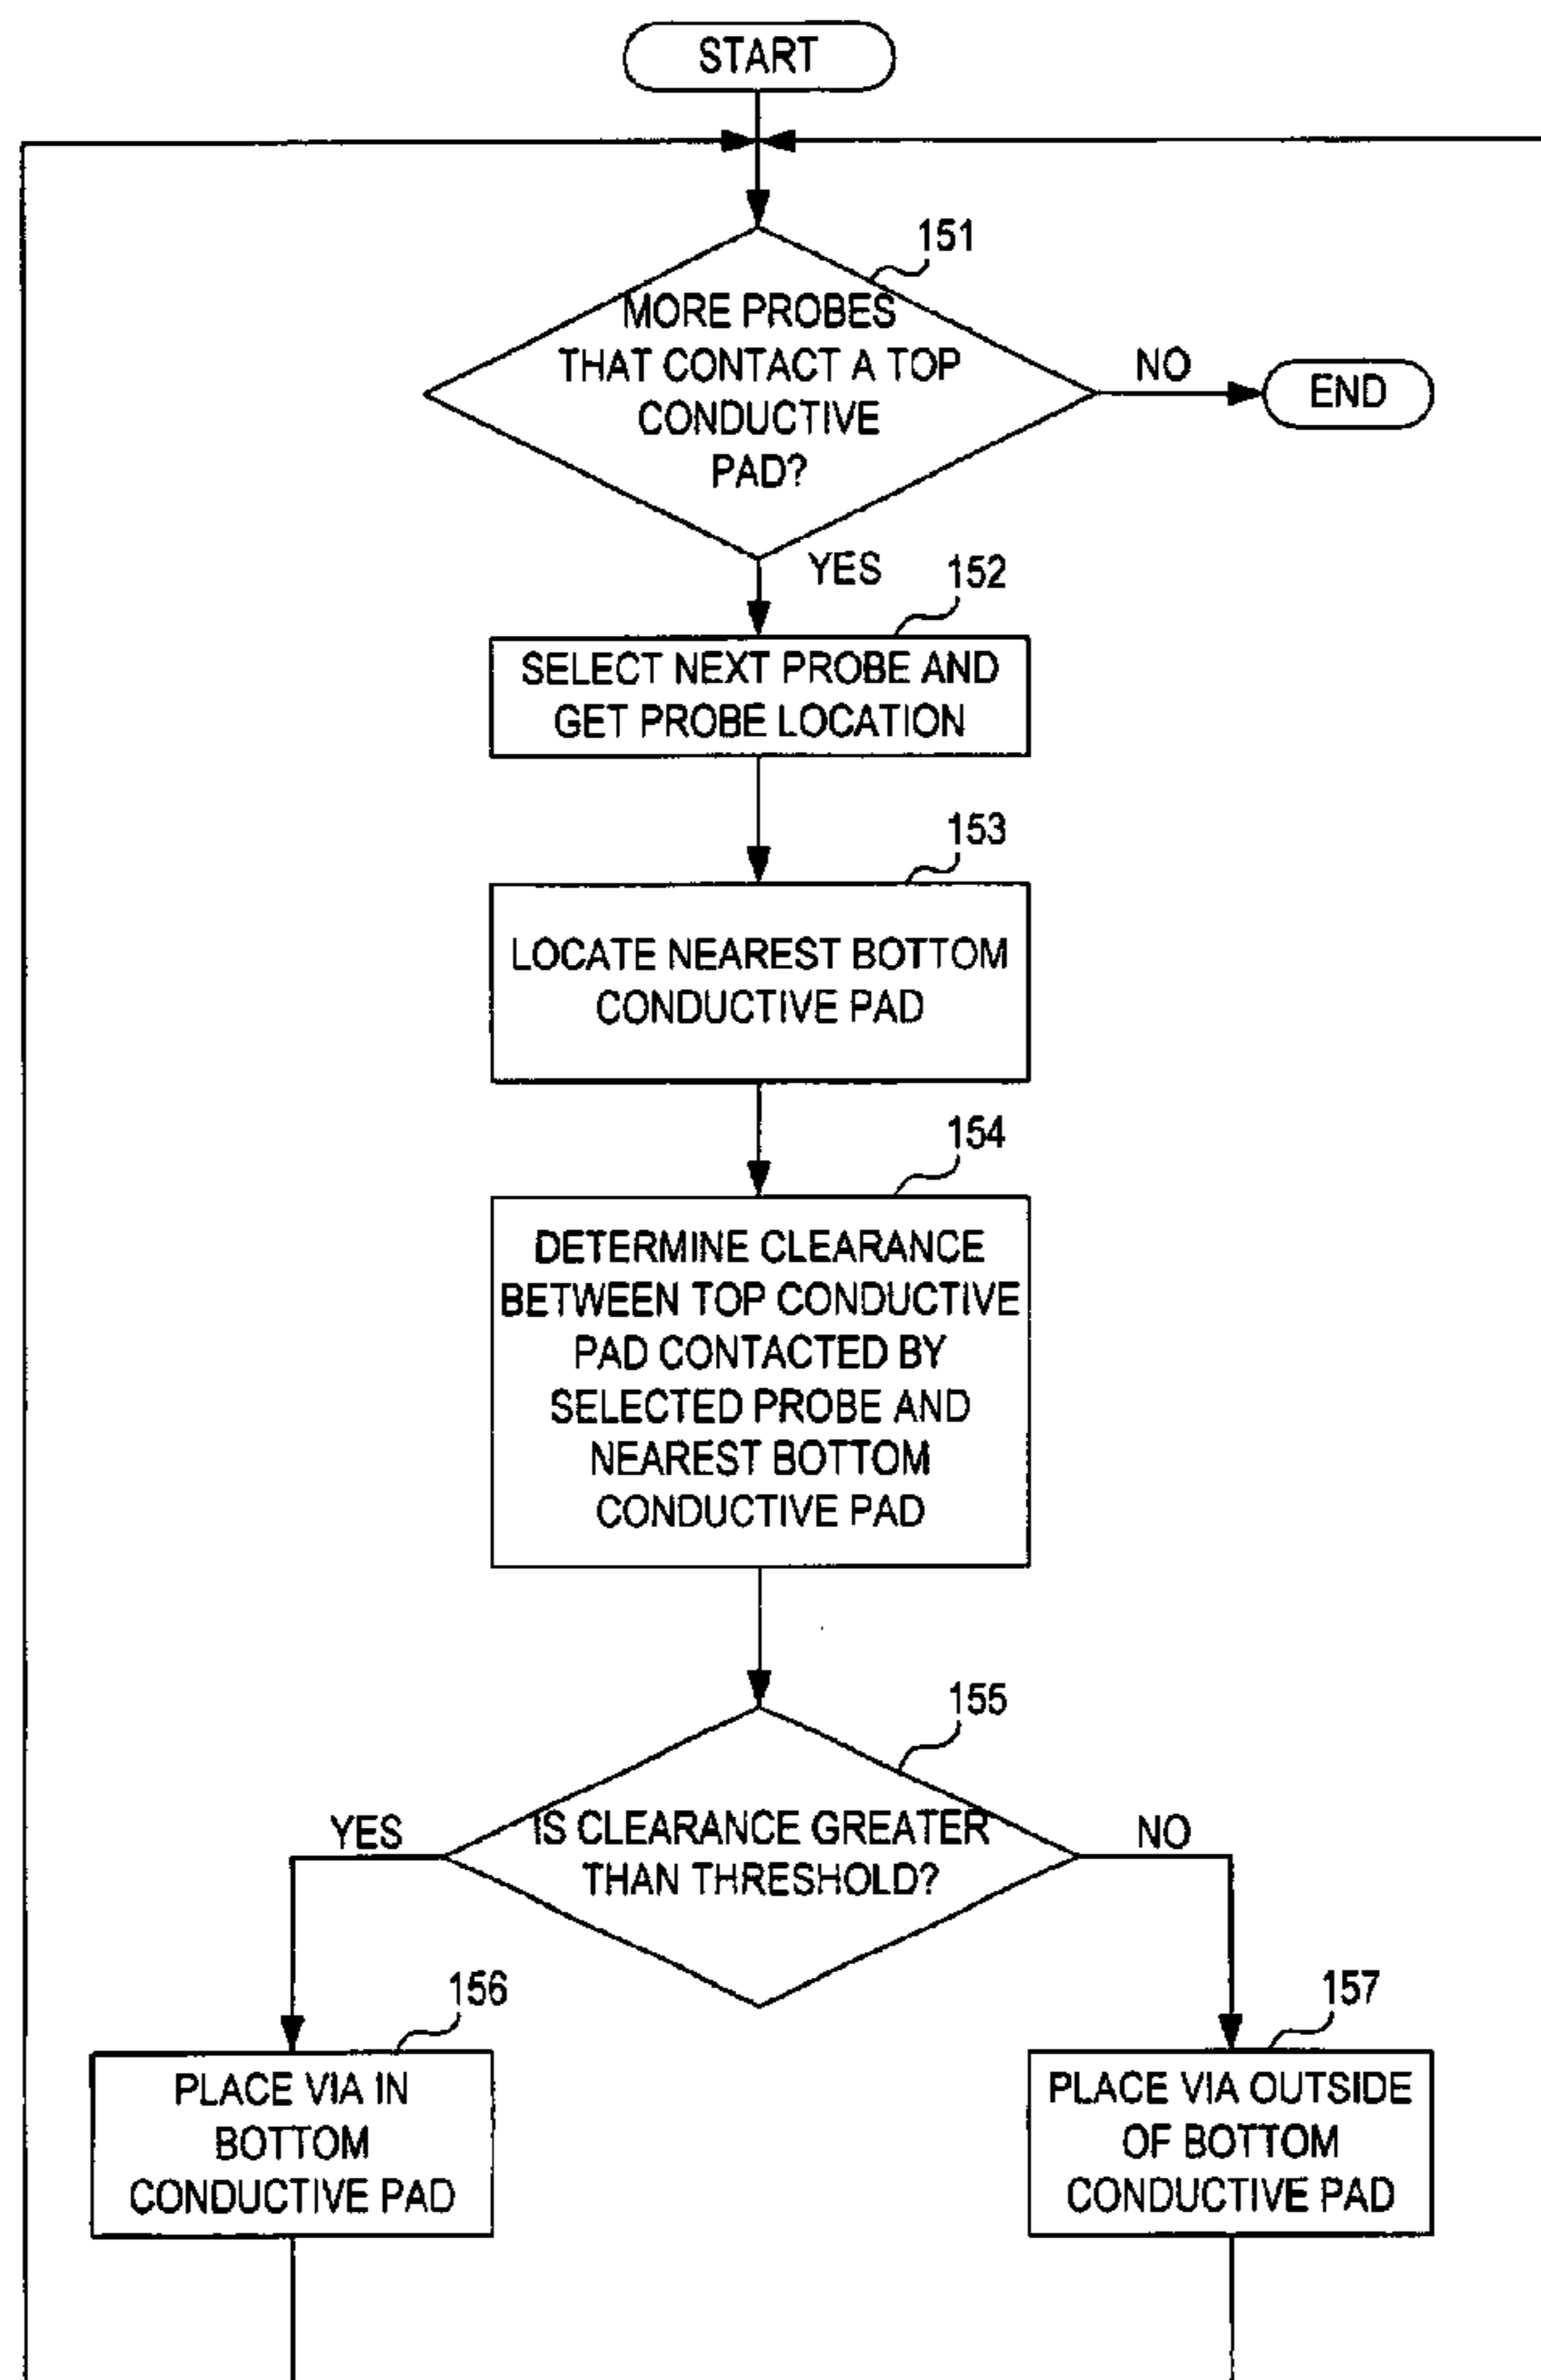 START
151
MORE PROBES
THAT CONTACT A TOP
CONDUCTIVE
PAD?
NO
END
YES
152
SELECT NEXT PROBE AND
GET PROBE LOCATION
153
LOCATE NEAREST BOTTOM
CONDUCTIVE PAD
154
DETERMINE CLEARANCE
BETWEEN TOP CONDUCTIVE
PAD CONTACTED BY
SELECTED PROBE AND
NEAREST BOTTOM
CONDUCTIVE PAD
155
IS CLEARANCE GREATER
THAN THRESHOLD?
YES
NO
156
PLACE VIA IN
BOTTOM
CONDUCTIVE PAD
157
PLACE VIA OUTSIDE
OF BOTTOM
CONDUCTIVE PAD